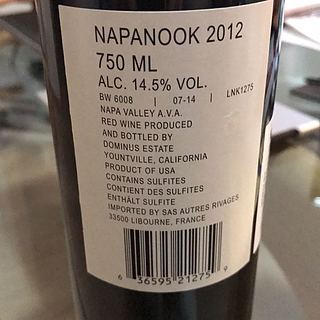 NAPANOOK 2012
750 ML
ALC. 14.5% VOL.
BW 6008 | 07-14 | LNK1275
NAPA VALLEY A.V.A.
RED WINE PRODUCED
AND BOTTLED BY
DOMINUS ESTATE
YOUNTVILLE, CALIFORNIA
PRODUCT OF USA
CONTAINS SULFITES
CONTIENT DES SULFITES
ENTHÄLT SULFITE
IMPORTED BY SAS AUTRES RIVAGES
33500 LIBOURNE, FRANCE
6 36595 21275 9